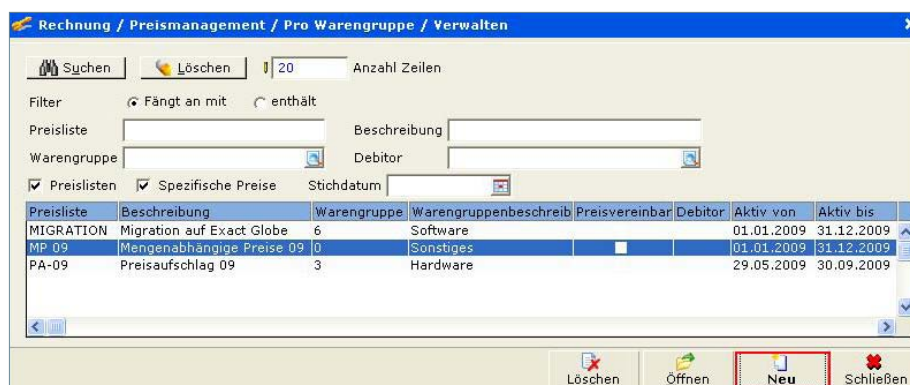 Rechnung / Preismanagement / Pro Warengruppe / Verwalten
Suchen Löschen 20 Anzahl Zeilen
Filter Fängt an mit enthält
Preisliste Beschreibung
Warengruppe Debitor
Preislisten Spezifische Preise Stichdatum
Preisliste Beschreibung Warengruppe Warengruppenbeschreib Preisvereinbar Debitor Aktiv von Aktiv bis
MIGRATION Migration auf Exact Globe 6 Software 01.01.2009 31.12.2009
MP 09 Mengenabhängige Preise 09 0 Sonstiges 01.01.2009 31.12.2009
PA-09 Preisaufschlag 09 3 Hardware 29.05.2009 30.09.2009
Löschen Öffnen Neu Schließen